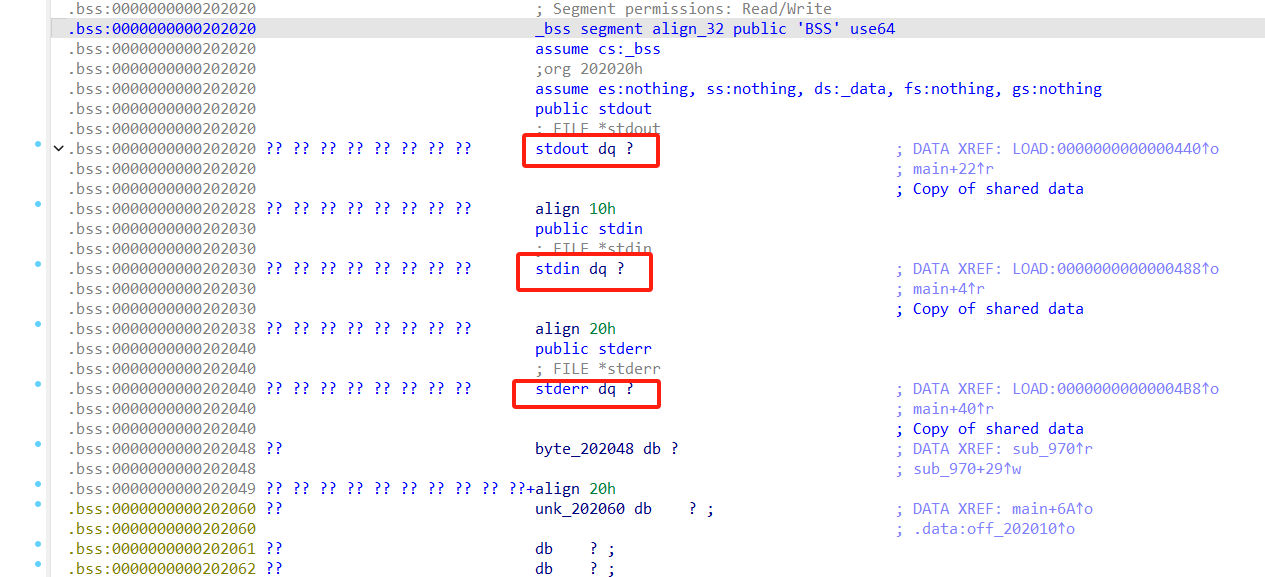 .bss:0000000000202020 ; Segment permissions: Read/Write
.bss:0000000000202020 _bss segment align_32 public 'BSS' use64
.bss:0000000000202020 assume cs:_bss
.bss:0000000000202020 ;org 202020h
.bss:0000000000202020 assume es:nothing, ss:nothing, ds:_data, fs:nothing, gs:nothing
.bss:0000000000202020 public stdout
.bss:0000000000202020 ; FILE *stdout
.bss:0000000000202020 ?? ?? ?? ?? ?? ?? ?? ?? stdout dq ? ; DATA XREF: LOAD:0000000000000440↑o
.bss:0000000000202020 ; main+22↑r
.bss:0000000000202020 ; Copy of shared data
.bss:0000000000202028 ?? ?? ?? ?? ?? ?? ?? ?? align 10h
.bss:0000000000202030 public stdin
.bss:0000000000202030 ; FILE *stdin
.bss:0000000000202030 ?? ?? ?? ?? ?? ?? ?? ?? stdin dq ? ; DATA XREF: LOAD:0000000000000488↑o
.bss:0000000000202030 ; main+4↑r
.bss:0000000000202030 ; Copy of shared data
.bss:0000000000202038 ?? ?? ?? ?? ?? ?? ?? ?? align 20h
.bss:0000000000202040 public stderr
.bss:0000000000202040 ; FILE *stderr
.bss:0000000000202040 ?? ?? ?? ?? ?? ?? ?? ?? stderr dq ? ; DATA XREF: LOAD:00000000000004B8↑o
.bss:0000000000202040 ; main+40↑r
.bss:0000000000202040 ; Copy of shared data
.bss:0000000000202048 ?? byte_202048 db ? ; DATA XREF: sub_970↑r
.bss:0000000000202048 ; sub_970+29↑w
.bss:0000000000202049 ?? ?? ?? ?? ?? ?? ?? ?? ??+align 20h
.bss:0000000000202060 ?? unk_202060 db ? ; ; DATA XREF: main+6A↑o
.bss:0000000000202060 ; .data:off_202010↑o
.bss:0000000000202061 ?? db ? ;
.bss:0000000000202062 ?? db ? ;